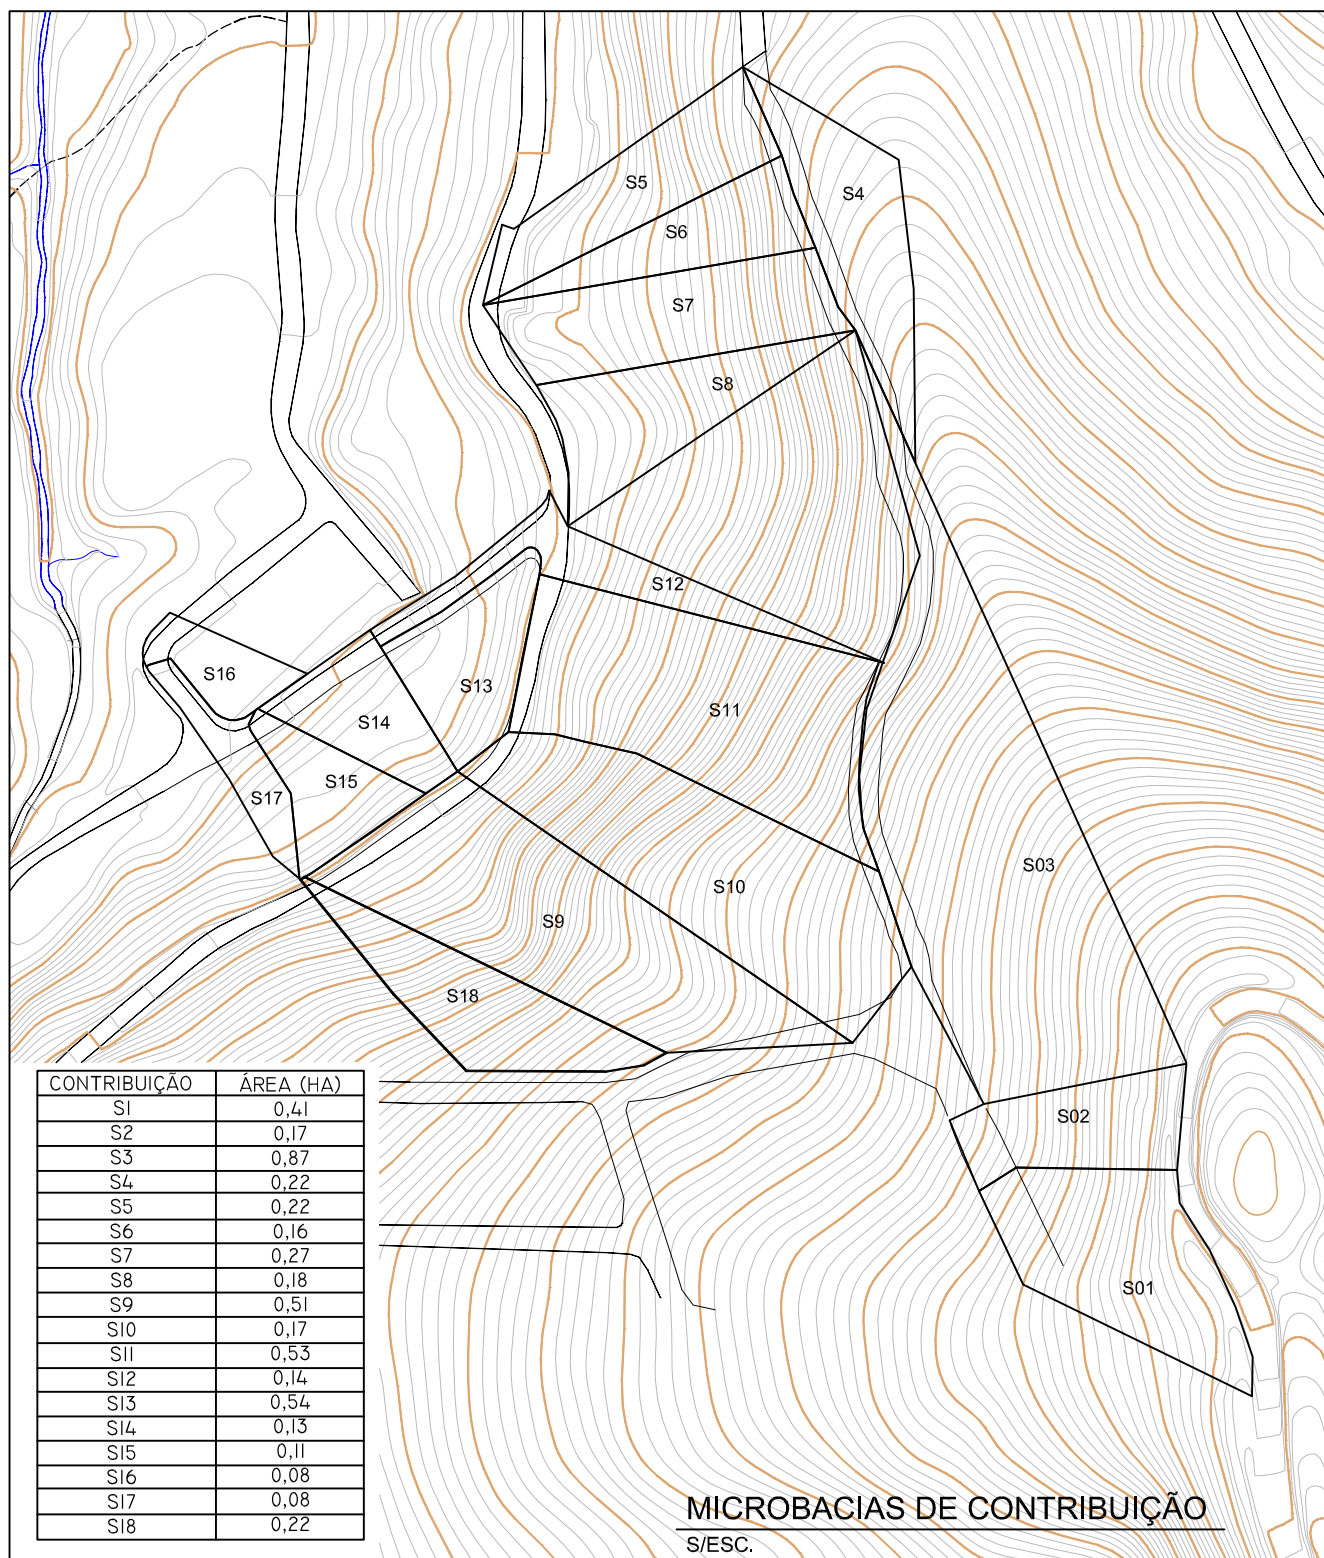 S5
S4
S6
S7
S8
S12
S16
S13
S11
S14
S15
S17
S03
S10
S9
S18
S02
S01
CONTRIBUIÇÃO ÁREA (HA)
S1 0,41
S2 0,17
S3 0,87
S4 0,22
S5 0,22
S6 0,16
S7 0,27
S8 0,18
S9 0,51
S10 0,17
S11 0,53
S12 0,14
S13 0,54
S14 0,13
S15 0,11
S16 0,08
S17 0,08
S18 0,22
MICROBACIAS DE CONTRIBUIÇÃO
S/ESC.